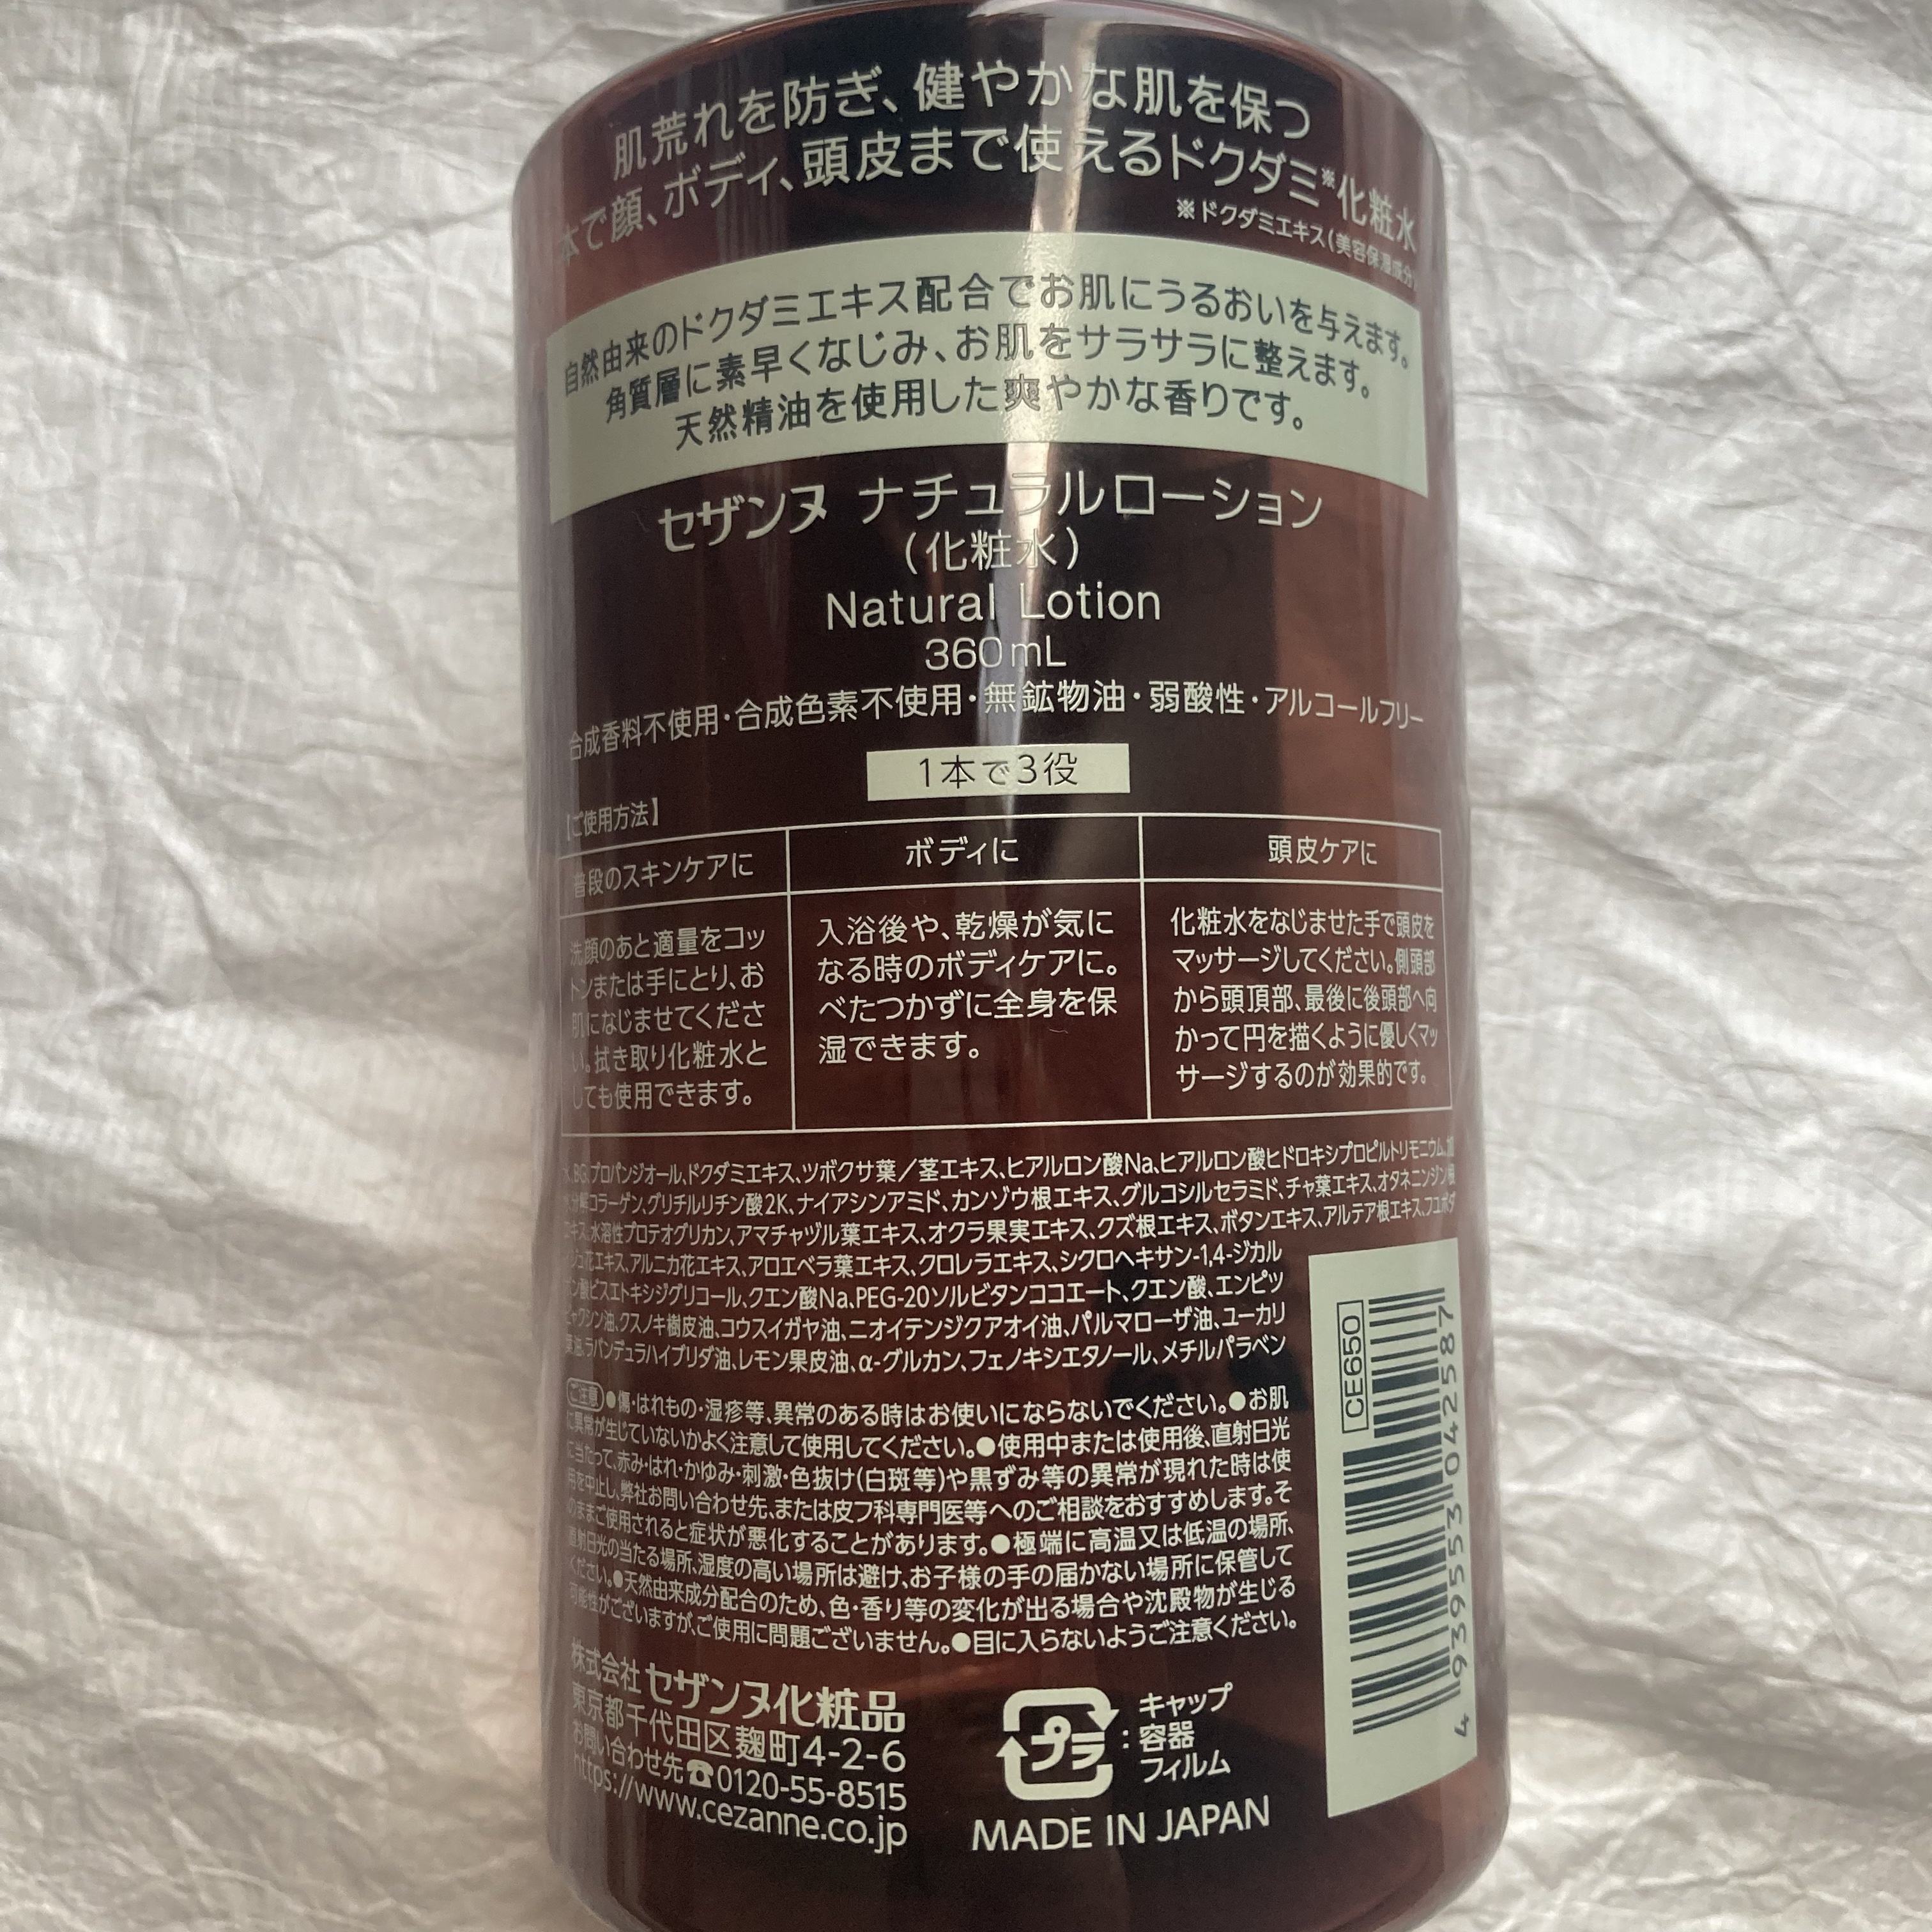 肌荒れを防ぎ、健やかな肌を保つ
本で顔、ボディ、頭皮まで使えるドクダミ※化粧水
※ドクダミエキス(美容保湿成分)
自然由来のドクダミエキス配合でお肌にうるおいを与えます。
角質層に素早くなじみ、お肌をサラサラに整えます。
天然精油を使用した爽やかな香りです。
セザンヌ ナチュラルローション
(化粧水)
Natural Lotion
360mL
合成香料不使用・合成色素不使用・無鉱物油・弱酸性・アルコールフリー
1本で3役
【ご使用方法】
普段のスキンケアに
洗顔のあと適量をコッ
トンまたは手にとり、お
肌になじませてくださ
い。拭き取り化粧水と
しても使用できます。
ボディに
入浴後や、乾燥が気に
なる時のボディケアに。
べたつかずに全身を保
湿できます。
頭皮ケアに
化粧水をなじませた手で頭皮を
マッサージしてください。側頭部
から頭頂部、最後に後頭部へ向
かって円を描くように優しくマッ
サージするのが効果的です。
水、BG、プロパンジオール、ドクダミエキス、ツボクサ葉/茎エキス、ヒアルロン酸Na、ヒアルロン酸ヒドロキシプロピルトリモニウム、加
水分解コラーゲン、グリチルリチン酸2K、ナイアシンアミド、カンゾウ根エキス、グルコシルセラミド、チャ葉エキス、オタネニンジン根
エキス、水溶性プロテオグリカン、アマチャヅル葉エキス、オクラ果実エキス、クズ根エキス、ボタンエキス、アルテア根エキス、フユボダ
イジュ花エキス、アルニカ花エキス、アロエベラ葉エキス、クロレラエキス、シクロヘキサン-1,4-ジカル
ボン酸ビスエトキシジグリコール、クエン酸Na、PEG-20ソルビタンココエート、クエン酸、エンピツ
ビャクシン油、クスノキ樹皮油、コウスイガヤ油、ニオイテンジクアオイ油、パルマローザ油、ユーカリ
葉油、ラバンデュラハイブリダ油、レモン果皮油、α-グルカン、フェノキシエタノール、メチルパラベン
ご注意 ●傷・はれもの・湿疹等、異常のある時はお使いにならないでください。●お肌
に異常が生じていないかよく注意して使用してください。●使用中または使用後、直射日光
に当たって、赤み・はれ・かゆみ・刺激・色抜け(白斑等)や黒ずみ等の異常が現れた時は使
用を中止し、弊社お問い合わせ先、または皮フ科専門医等へのご相談をおすすめします。そ
のままご使用されると症状が悪化することがあります。●極端に高温又は低温の場所、
直射日光の当たる場所、湿度の高い場所は避け、お子様の手の届かない場所に保管して
ください。●天然由来成分配合のため、色・香り等の変化が出る場合や沈殿物が生じる
可能性がございますが、ご使用に問題ございません。●目に入らないようご注意ください。
株式会社 セザンヌ化粧品
東京都千代田区麹町4-2-6
お問い合わせ先☎0120-55-8515
https://www.cezanne.co.jp
プラ
: キャップ
容器
フィルム
MADE IN JAPAN
CE650
4 939553 042587